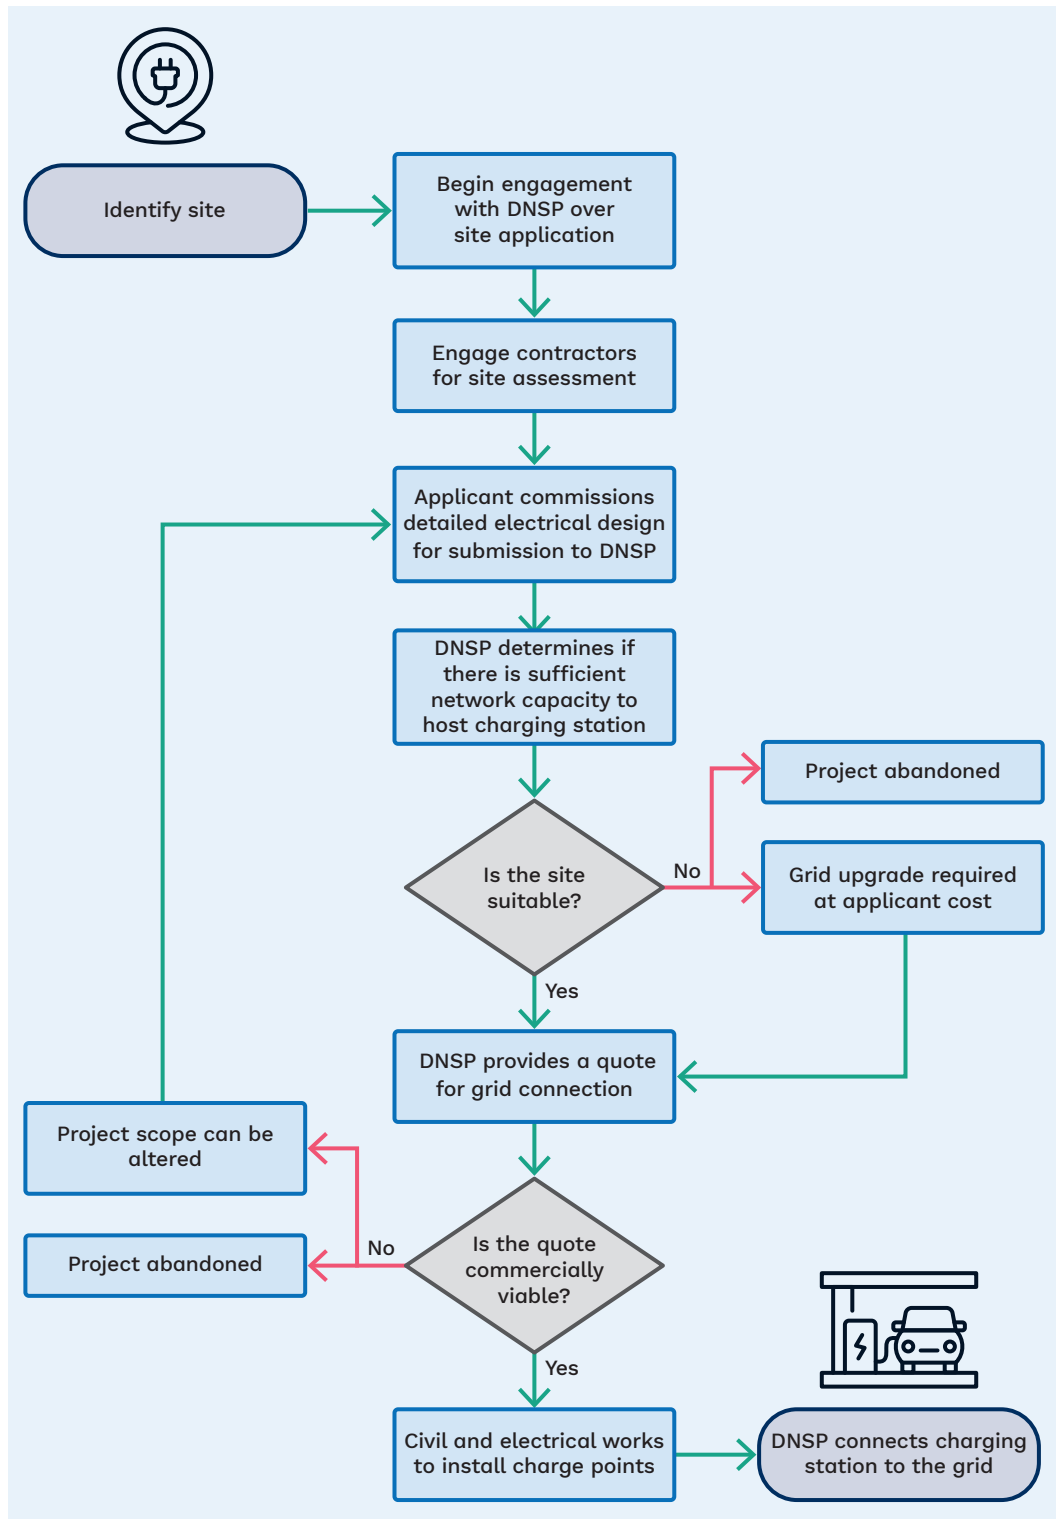 Identify site
Begin engagement
with DNSP over
site application
Engage contractors
for site assessment
Applicant commissions
detailed electrical design
for submission to DNSP
DNSP determines if
there is sufficient
network capacity to
host charging station
Project abandoned
Is the site
suitable?
No
Grid upgrade required
at applicant cost
Yes
DNSP provides a quote
for grid connection
Project scope can be
altered
Project abandoned
No
Is the quote
commercially
viable?
Yes
Civil and electrical works
to install charge points
DNSP connects charging
station to the grid